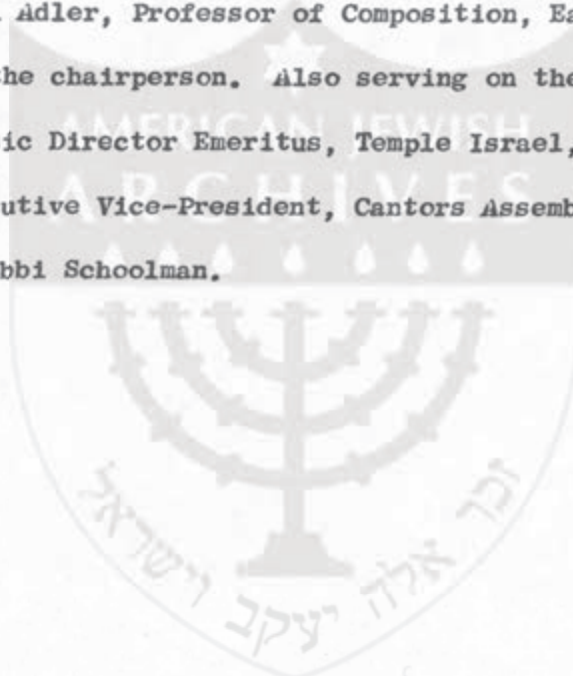 Adler, Professor of Composition, Ea
he chairperson. Also serving on the
ic Director Emeritus, Temple Israel,
AMERICAN JEWISH
ARCHIVES
utive Vice-President, Cantors Assemb
bbi Schoolman.
זכר אלה יעקב וישראל